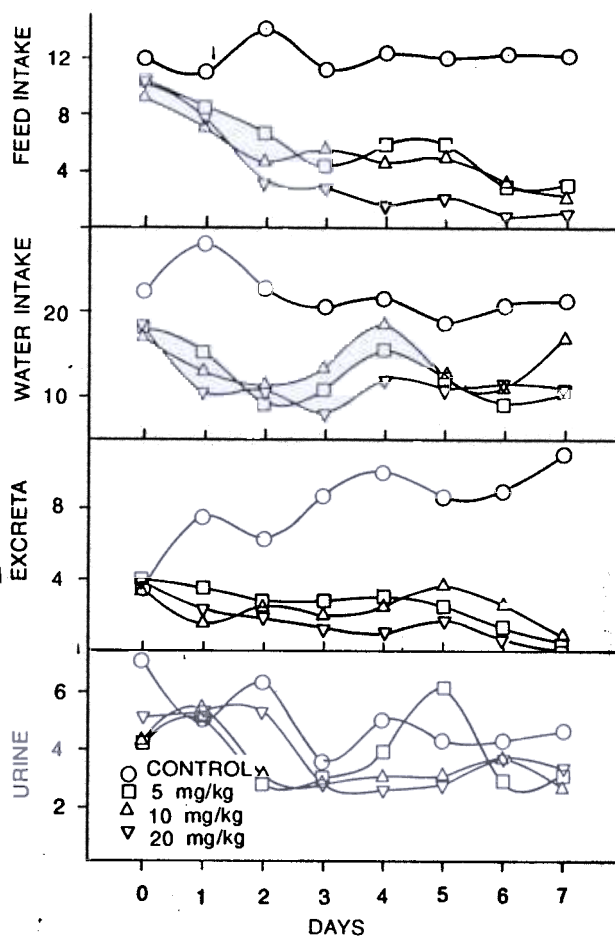 FEED INTAKE
12
8
4
WATER INTAKE
20
10
EXCRETA
8
4
URINE
6
4
2
CONTROL
5 mg/kg
10 mg/kg
20 mg/kg
0 1 2 3 4 5 6 7
DAYS